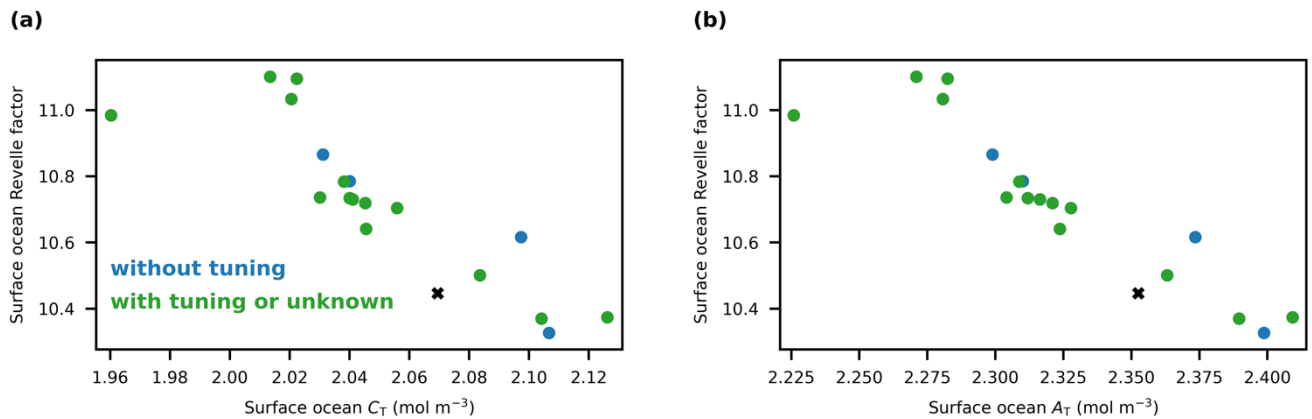 (a)
(b)
Surface ocean Revelle factor
11.0
10.8
10.6
10.4
without tuning
with tuning or unknown
1.96 1.98 2.00 2.02 2.04 2.06 2.08 2.10 2.12
Surface ocean C_T (mol m⁻³)
Surface ocean Revelle factor
11.0
10.8
10.6
10.4
2.225 2.250 2.275 2.300 2.325 2.350 2.375 2.400
Surface ocean A_T (mol m⁻³)